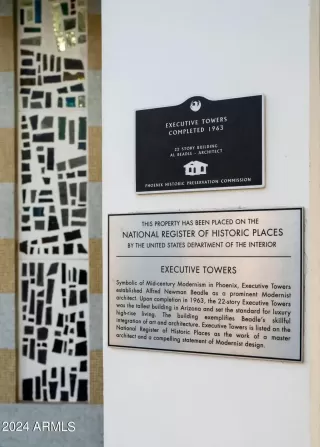 EXECUTIVE TOWERS
COMPLETED 1963
22 STORY BUILDING
AL BEADLE - ARCHITECT
PHOENIX HISTORIC PRESERVATION COMMISSION
THIS PROPERTY HAS BEEN PLACED ON THE
NATIONAL REGISTER OF HISTORIC PLACES
BY THE UNITED STATES DEPARTMENT OF THE INTERIOR
EXECUTIVE TOWERS
Symbolic of Mid-century Modernism in Phoenix, Executive Towers
established Alfred Newman Beadle as a prominent Modernist
architect. Upon completion in 1963, the 22-story Executive Towers
was the tallest building in Arizona and set the standard for luxury
high-rise living. The building exemplifies Beadle's skillful
integration of art and architecture. Executive Towers is listed on the
National Register of Historic Places as the work of a master
architect and a compelling statement of Modernist design.
2024 ARMLS